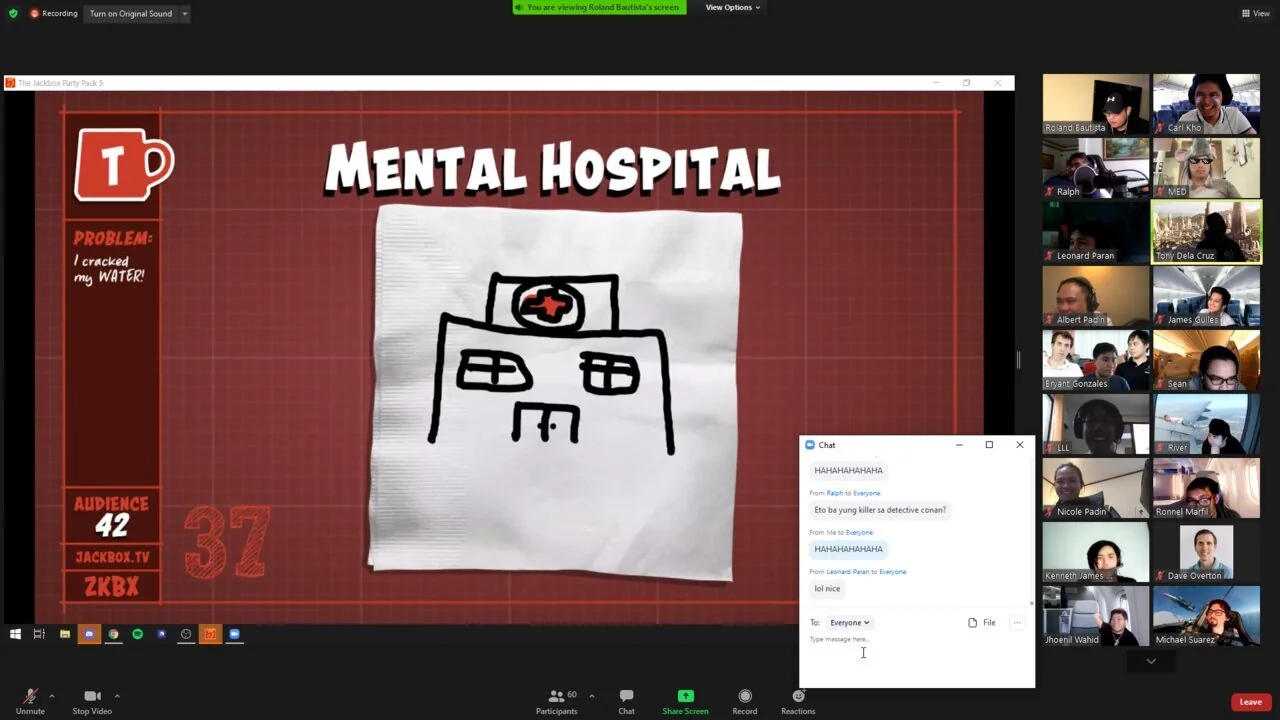 Recording
Turn on Original Sound
You are viewing Roland Bautista's screen
View Options
View
The Jackbox Party Pack 5
T
MENTAL HOSPITAL
PROBLEM:
I cracked
my WATER!
AUDIENCE
42
JACKBOX.TV
ZKBX
37
Roland Bautista
Carl Kho
Ralph
MED
Leonard Paran
Tony Dela Cruz
Albert Padin
James Gulles
Bryant Gonzales
Sean
LLL
River
Nicole Padin
Ronnel Marfil
Kenneth James ...
Dave Overton
Jhoenil Wahid
Michael Suarez
Chat
HAHAHAHAHAHA
From Ralph to Everyone:
Eto ba yung killer sa detective conan?
From Me to Everyone:
HAHAHAHAHAHA
From Leonard Paran to Everyone:
lol nice
To: Everyone
File
Type message here...
Unmute
Stop Video
60
Participants
Chat
Share Screen
Record
Reactions
Leave